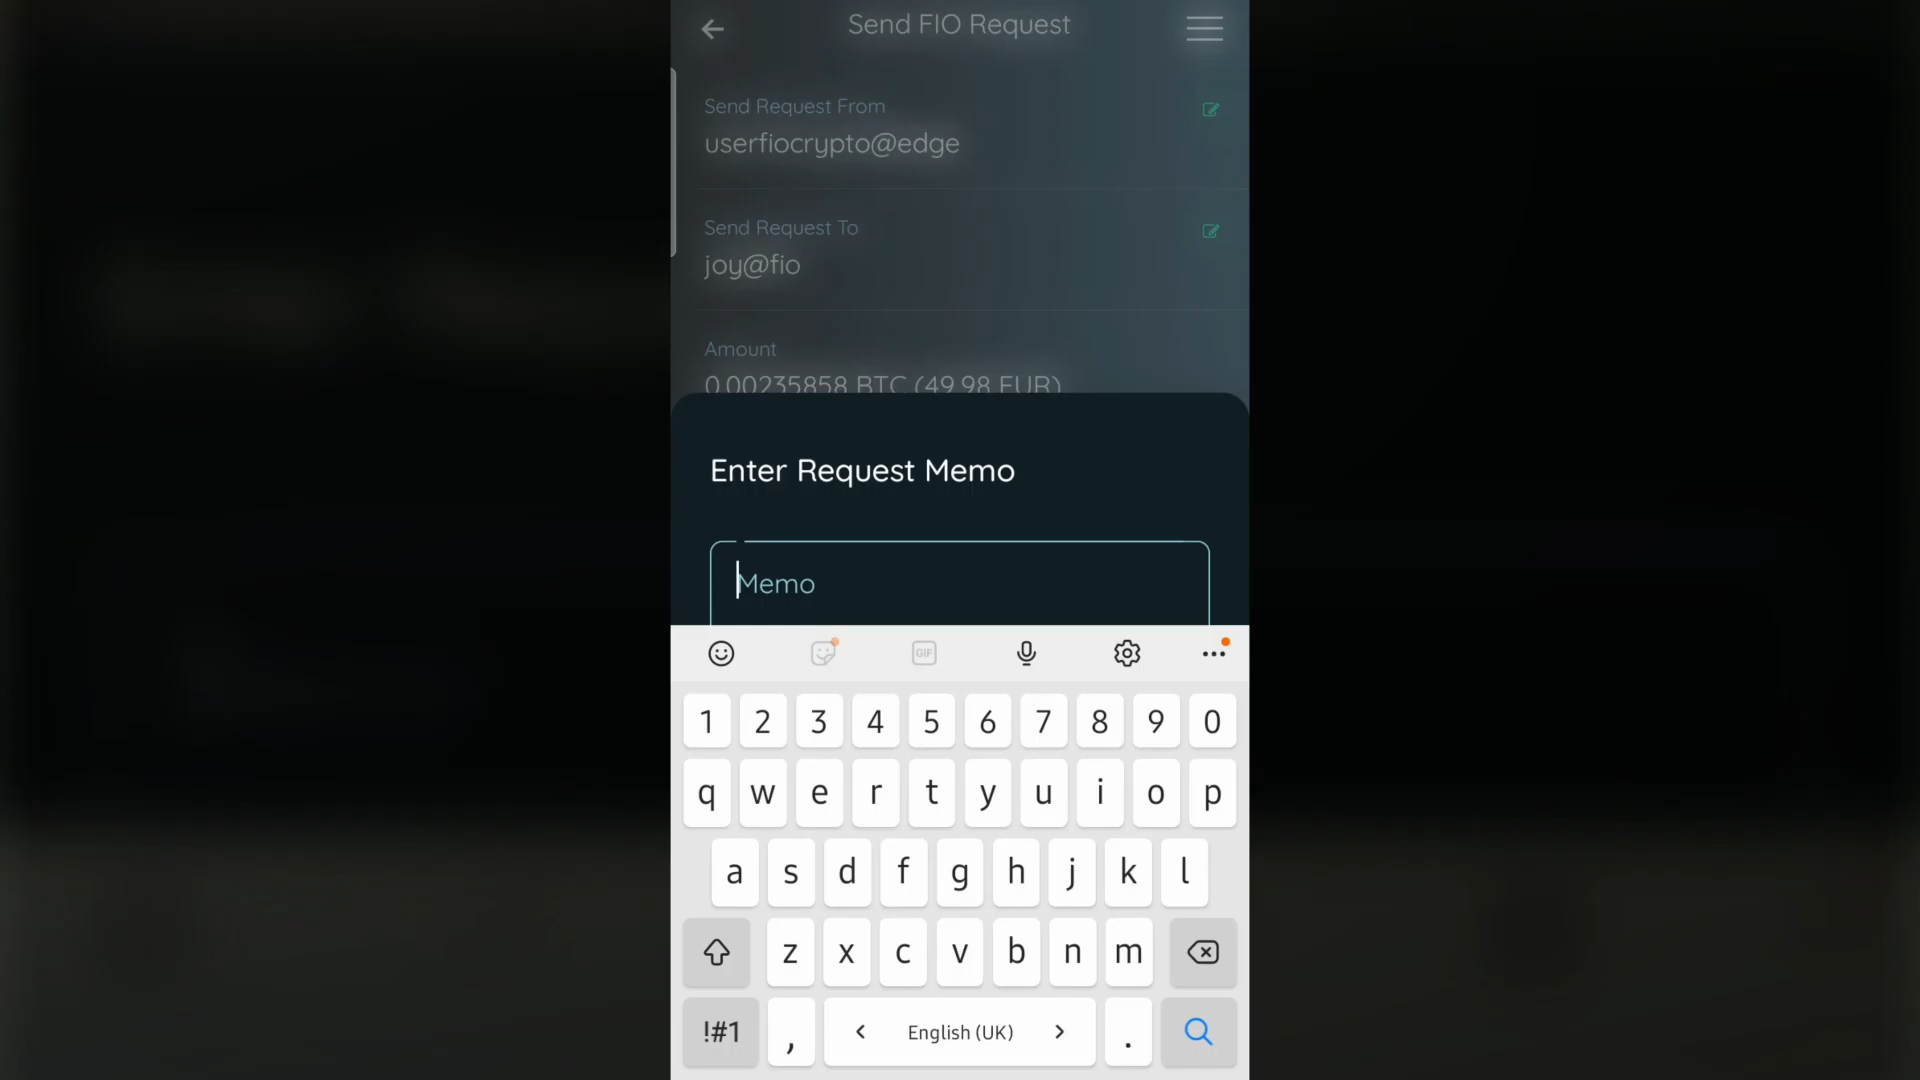 Send FIO Request
Send Request From
userfiocrypto@edge
Send Request To
joy@fio
Amount
0.00235858 BTC (49.98 EUR)
Enter Request Memo
Memo
GIF
1 2 3 4 5 6 7 8 9 0
q w e r t y u i o p
a s d f g h j k l
z x c v b n m
!#1 , < English (UK) > .